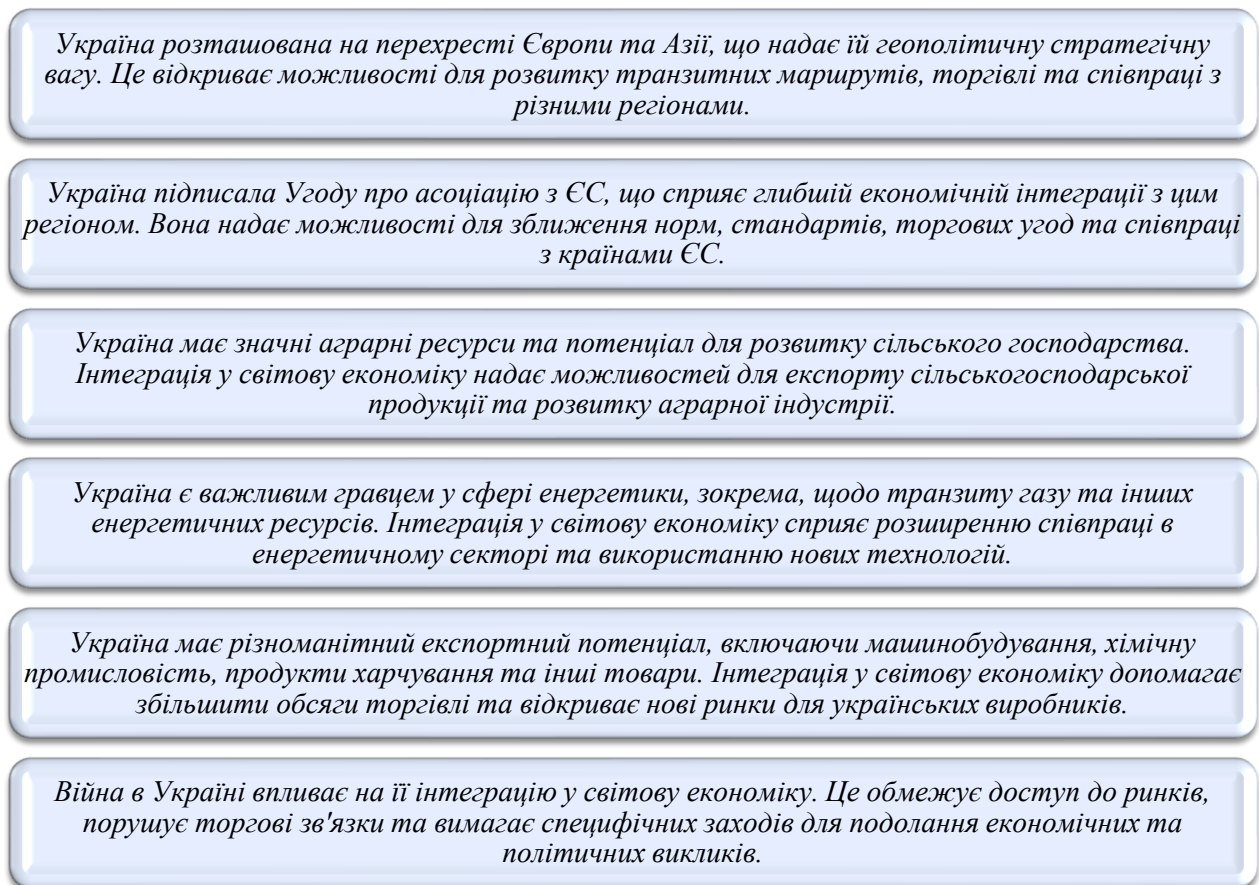 Україна розташована на перехресті Європи та Азії, що надає їй геополітичну стратегічну
вагу. Це відкриває можливості для розвитку транзитних маршрутів, торгівлі та співпраці з
різними регіонами.
Україна підписала Угоду про асоціацію з ЄС, що сприяє глибшій економічній інтеграції з цим
регіоном. Вона надає можливості для зближення норм, стандартів, торгових угод та співпраці
з країнами ЄС.
Україна має значні аграрні ресурси та потенціал для розвитку сільського господарства.
Інтеграція у світову економіку надає можливостей для експорту сільськогосподарської
продукції та розвитку аграрної індустрії.
Україна є важливим гравцем у сфері енергетики, зокрема, щодо транзиту газу та інших
енергетичних ресурсів. Інтеграція у світову економіку сприяє розширенню співпраці в
енергетичному секторі та використанню нових технологій.
Україна має різноманітний експортний потенціал, включаючи машинобудування, хімічну
промисловість, продукти харчування та інші товари. Інтеграція у світову економіку допомагає
збільшити обсяги торгівлі та відкриває нові ринки для українських виробників.
Війна в Україні впливає на її інтеграцію у світову економіку. Це обмежує доступ до ринків,
порушує торгові зв'язки та вимагає специфічних заходів для подолання економічних та
політичних викликів.